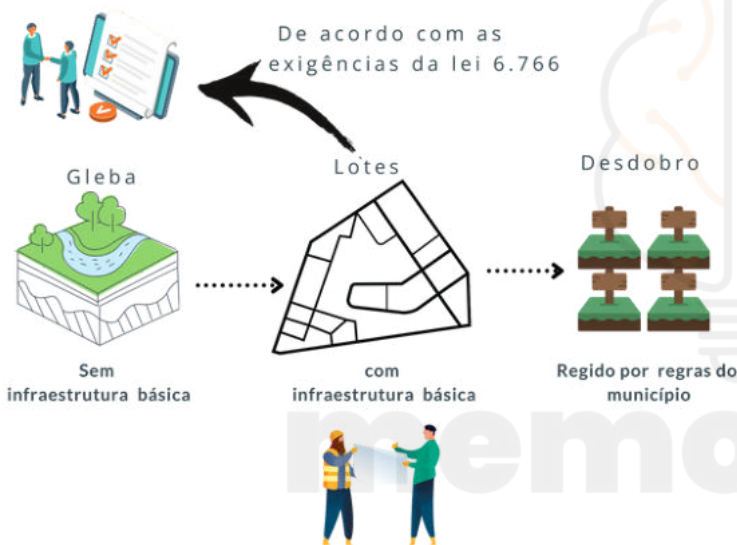 De acordo com as
exigências da lei 6.766
Gleba
Lotes
Desdobro
Sem
infraestrutura básica
com
infraestrutura básica
Regido por regras do
município
memo